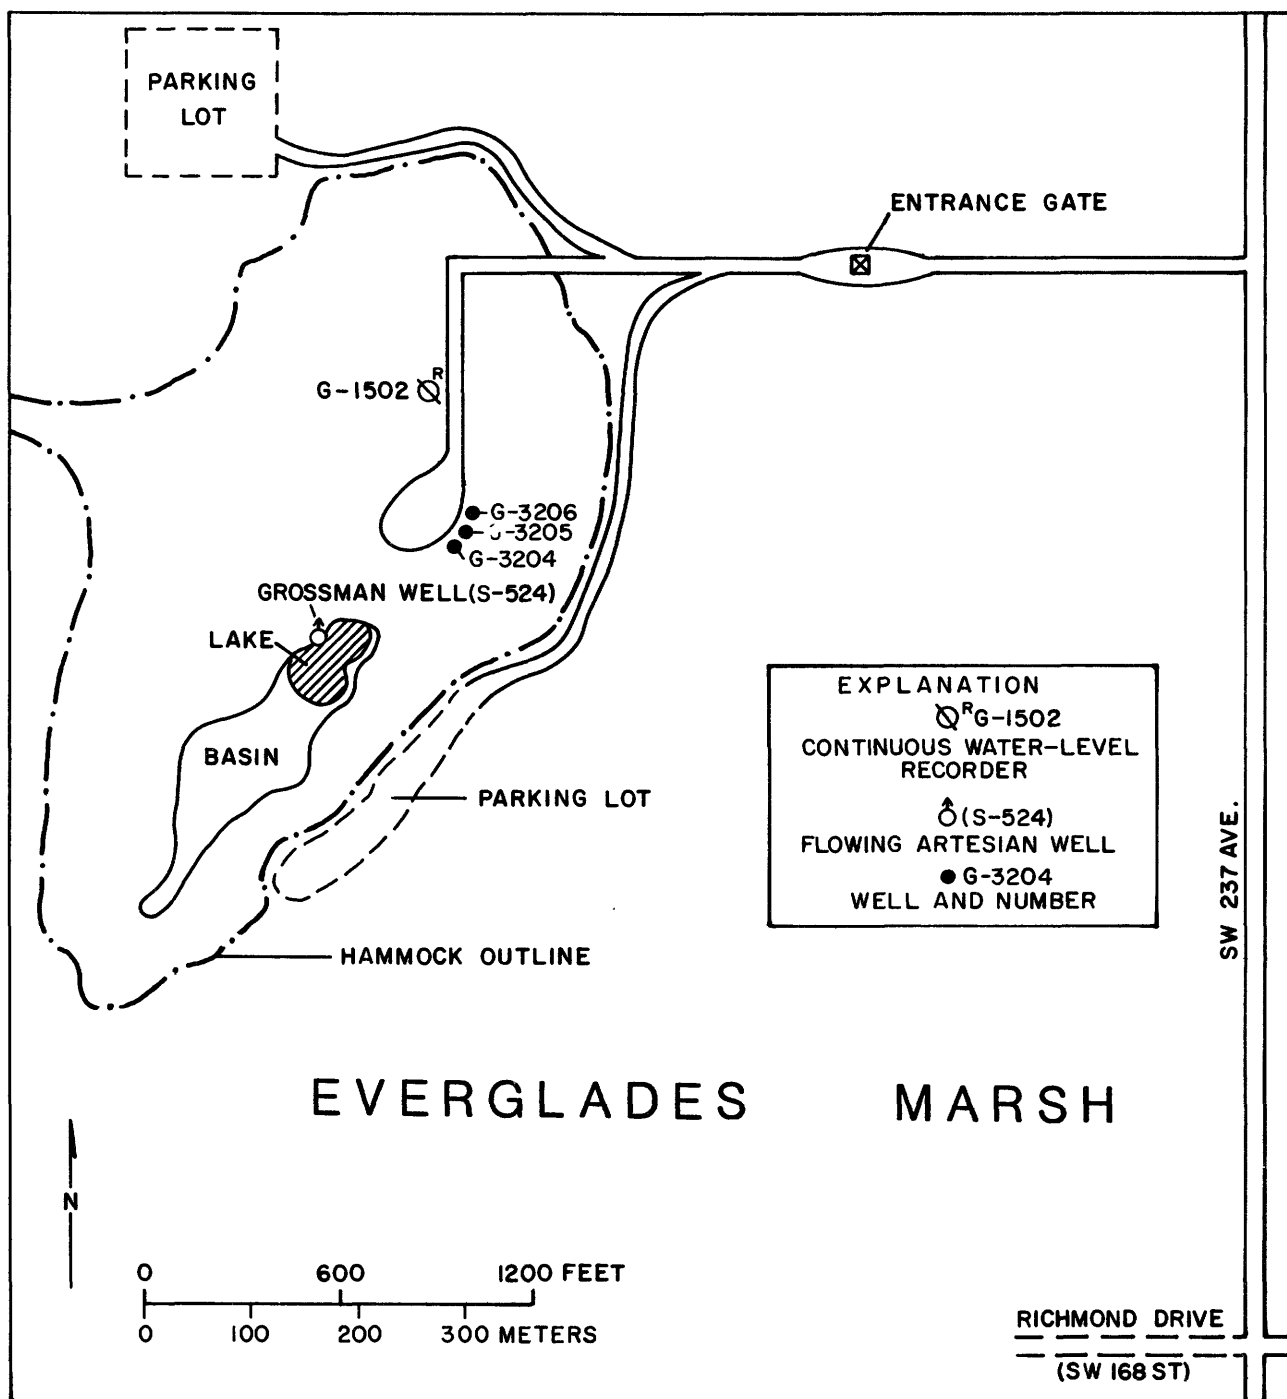 PARKING
LOT
ENTRANCE GATE
G-1502 R
G-3206
-3205
G-3204
GROSSMAN WELL(S-524)
LAKE
BASIN
PARKING LOT
HAMMOCK OUTLINE
EXPLANATION
R G-1502
CONTINUOUS WATER-LEVEL
RECORDER
(S-524)
FLOWING ARTESIAN WELL
G-3204
WELL AND NUMBER
SW 237 AVE.
EVERGLADES MARSH
N
0 600 1200 FEET
0 100 200 300 METERS
RICHMOND DRIVE
(SW 168 ST)